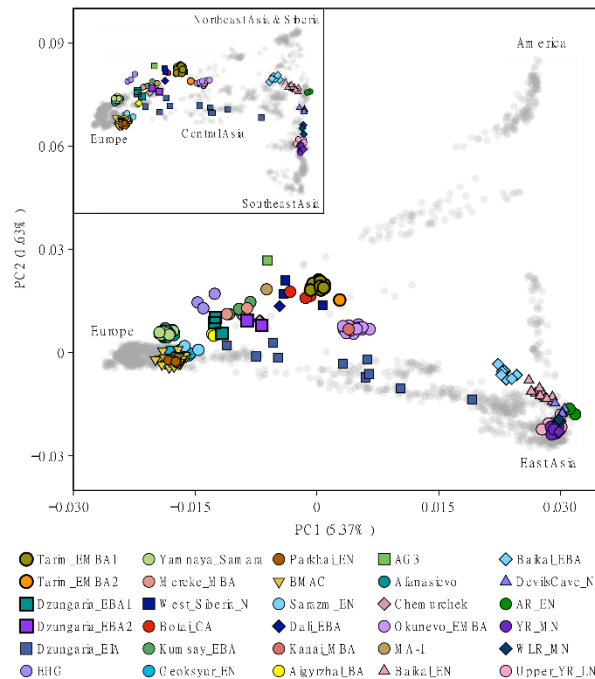 Northeast Asia & Siberia
America
0.09
Europe
Central Asia
0.06
Southeast Asia
PC2 (1.63%)
0.03
Europe
0
−0.03
East Asia
−0.030
−0.015
0
0.015
0.030
PC1 (5.37%)
Tarim_EMBA1
Yamnaya_Samara
Parkhai_EN
AG3
Baikal_EBA
Tarim_EMBA2
Mereke_MBA
BMAC
Afanasievo
DevilsCave_N
Dzungaria_EBA1
West_Siberia_N
Sarazm_EN
Chemurchek
AR_EN
Dzungaria_EBA2
Botai_CA
Dali_EBA
Okunevo_EMBA
YR_MN
Dzungaria_EIA
Kumsay_EBA
Kanai_MBA
MA-1
WLR_MN
EHG
Geoksyur_EN
Aigyrzhal_BA
Baikal_EN
Upper_YR_LN